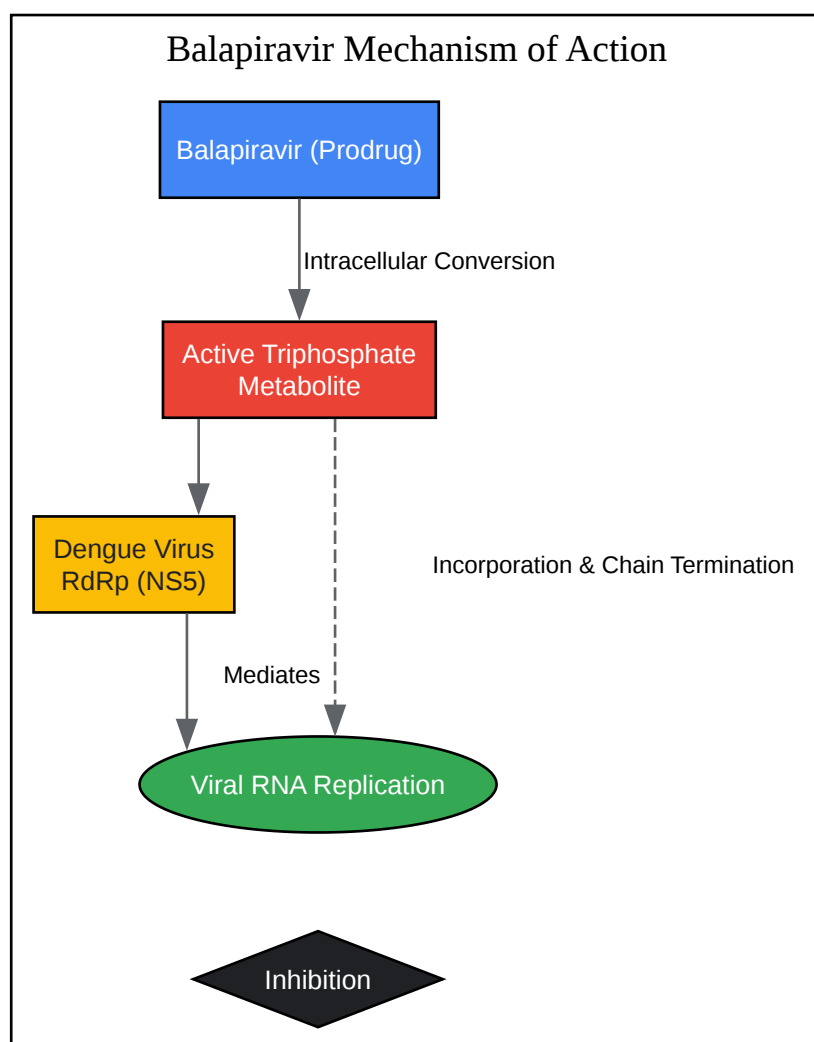 Balapiravir Mechanism of Action
Balapiravir (Prodrug)
Intracellular Conversion
Active Triphosphate
Metabolite
Dengue Virus
RdRp (NS5)
Incorporation & Chain Termination
Mediates
Viral RNA Replication
Inhibition